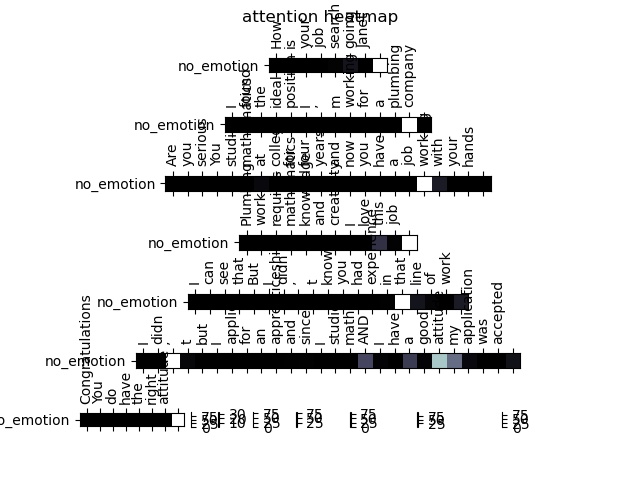 attention heatmap
How is your job search going
no_emotion
I found the ideal position I ' m working for a plumbing company
no_emotion
Are you serious You studied mathematics at college for four years and now you have a job working with your hands
no_emotion
Plumbing work requires mathematics knowledge and creativity I love this job
no_emotion
I can see that But I didn ' t know you had experience in that line of work
no_emotion
I didn ' t but I applied for an apprenticeship and since I studied math AND I have a good attitude my application was accepted
no_emotion
Congratulations You do have the right attitude
no_emotion